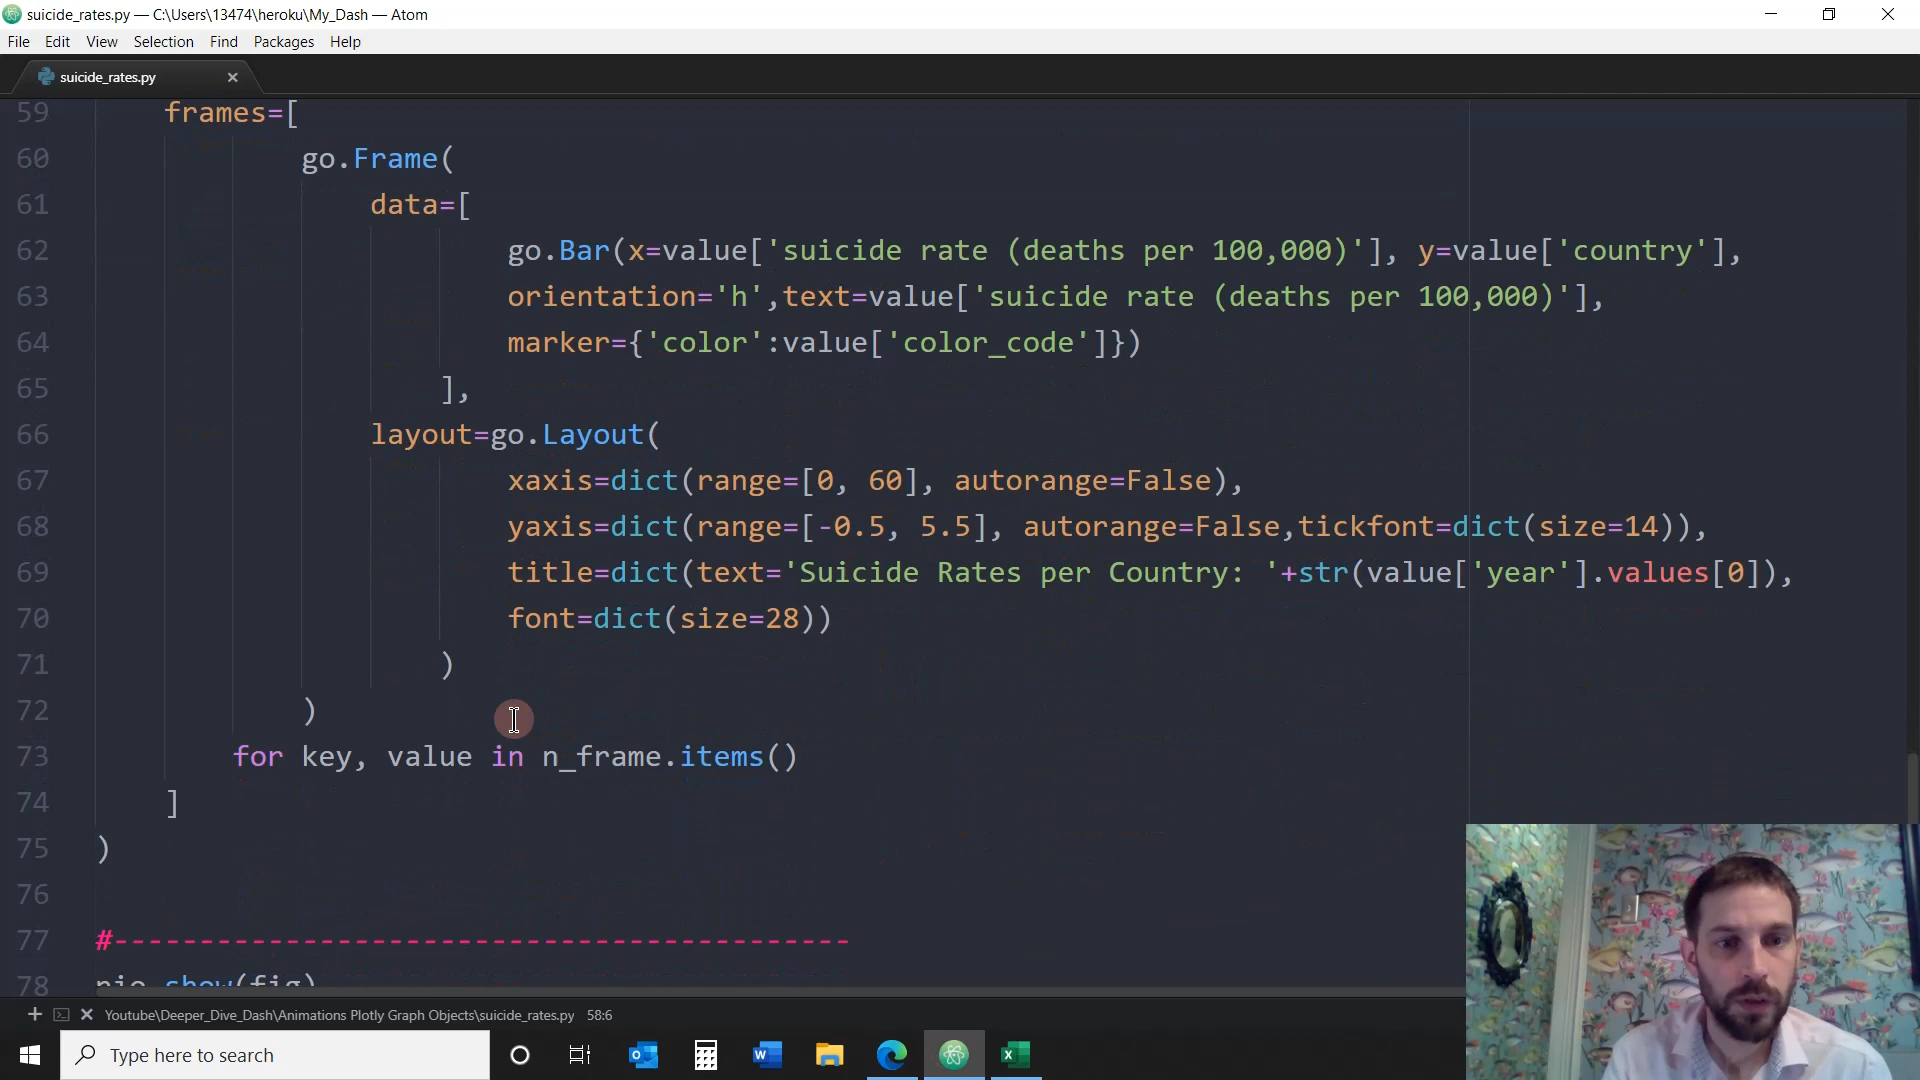 suicide_rates.py — C:\Users\13474\heroku\My_Dash — Atom
File Edit View Selection Find Packages Help
suicide_rates.py
59 frames=[
60 go.Frame(
61 data=[
62 go.Bar(x=value['suicide rate (deaths per 100,000)'], y=value['country'],
63 orientation='h',text=value['suicide rate (deaths per 100,000)'],
64 marker={'color':value['color_code']})
65 ],
66 layout=go.Layout(
67 xaxis=dict(range=[0, 60], autorange=False),
68 yaxis=dict(range=[-0.5, 5.5], autorange=False,tickfont=dict(size=14)),
69 title=dict(text='Suicide Rates per Country: '+str(value['year'].values[0]),
70 font=dict(size=28))
71 )
72 )
73 for key, value in n_frame.items()
74 ]
75 )
76
77 #-------------------------------------------
78 pio.show(fig)
Youtube\Deeper_Dive_Dash\Animations Plotly Graph Objects\suicide_rates.py 58:6
Type here to search